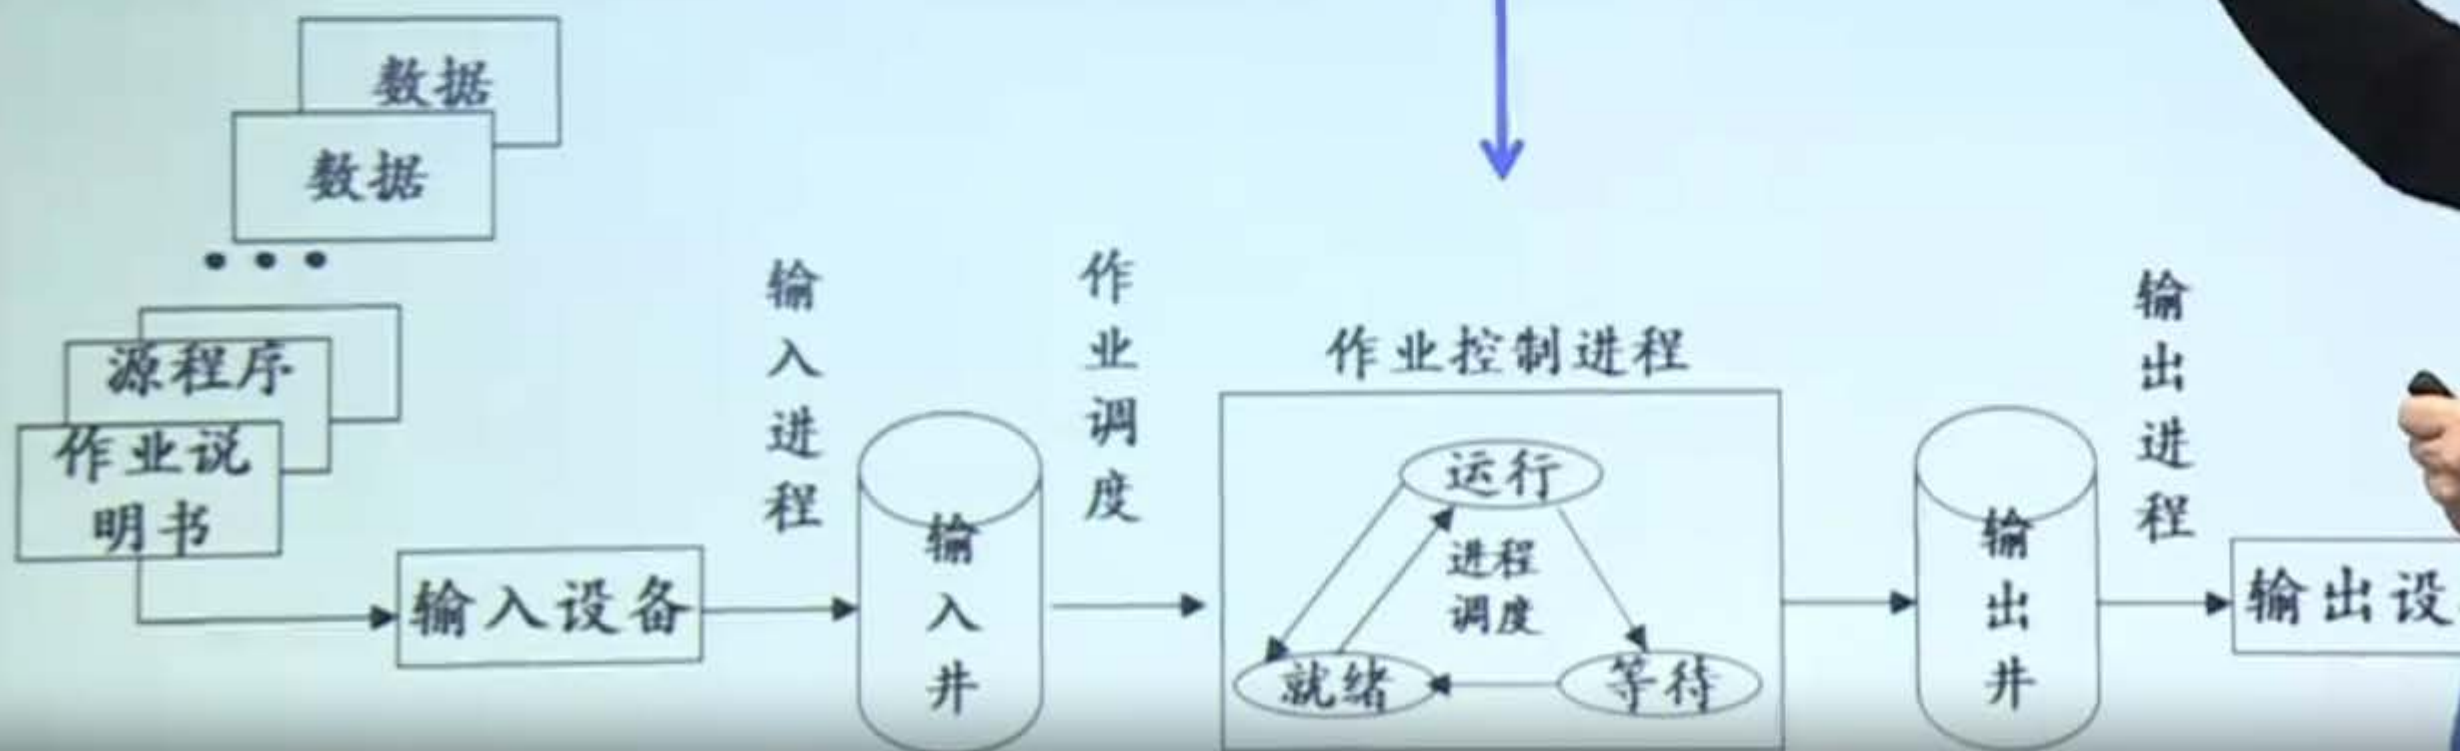 数据
数据
源程序
作业说
明书
输入设备
输入进程
输入井
作业调度
作业控制进程
运行
进程
调度
就绪
等待
输出井
输出进程
输出设